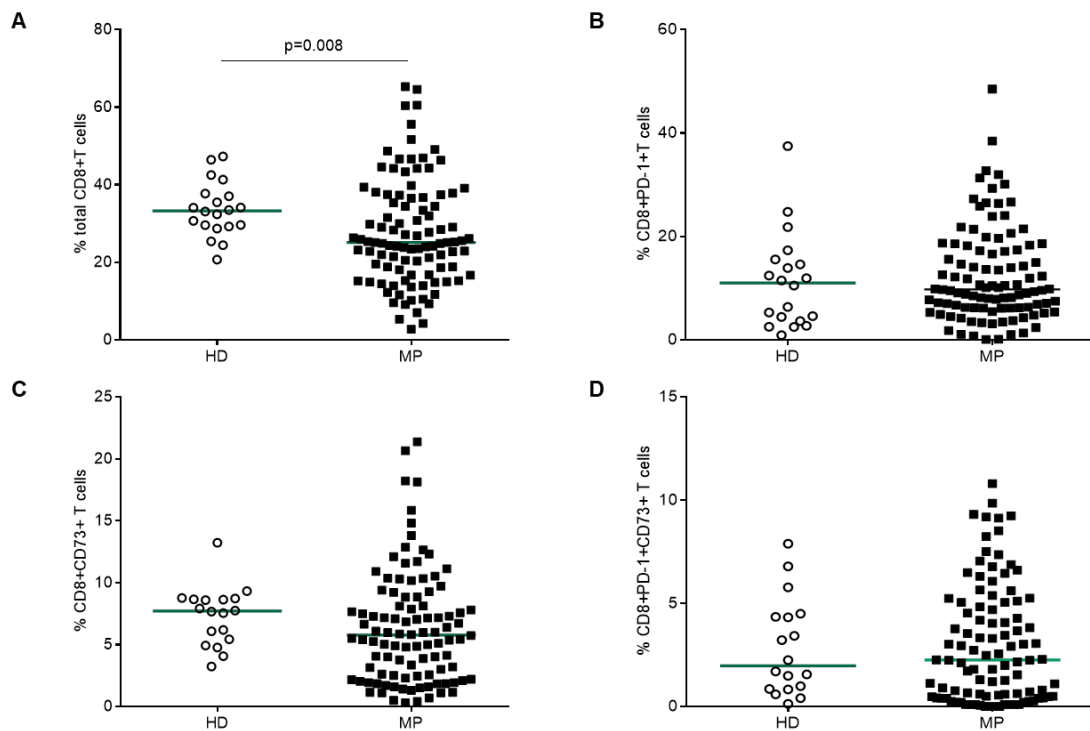 A
p=0.008
% total CD8+T cells
80
60
40
20
0
HD
MP
B
% CD8+PD-1+T cells
60
40
20
0
HD
MP
C
% CD8+CD73+ T cells
25
20
15
10
5
0
HD
MP
D
% CD8+PD-1+CD73+ T cells
15
10
5
0
HD
MP